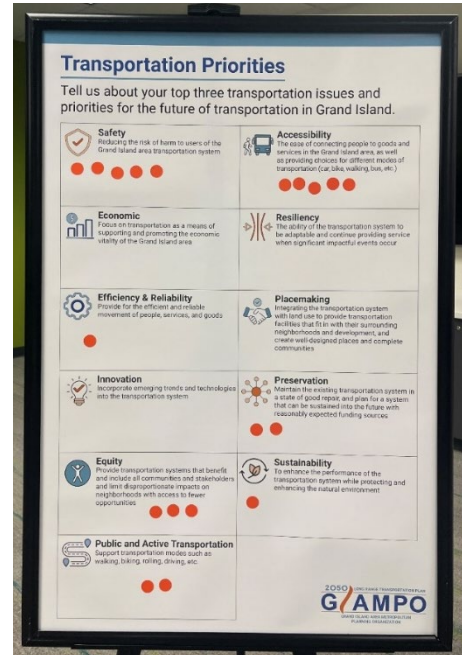 Transportation Priorities
Tell us about your top three transportation issues and
priorities for the future of transportation in Grand Island.
Safety
Reducing the risk of harm to users of the
Grand Island area transportation system
Accessibility
The ease of connecting people to goods and
services in the Grand Island area, as well
as providing choices for different modes of
transportation (car, bike, walking, bus, etc.)
Economic
Focus on transportation as a means of
supporting and promoting the economic
vitality of the Grand Island area
Resiliency
The ability of the transportation system to
be adaptable and continue providing service
when significant impactful events occur
Efficiency & Reliability
Provide for the efficient and reliable
movement of people, services, and goods
Placemaking
Integrating the transportation system
with land use to provide transportation
facilities that fit in with their surrounding
neighborhoods and development, and
create well-designed places and complete
communities
Innovation
Incorporate emerging trends and technologies
into the transportation system
Preservation
Maintain the existing transportation system in
a state of good repair, and plan for a system
that can be sustained into the future with
reasonably expected funding sources
Equity
Provide transportation systems that benefit
and include all communities and stakeholders
and limit disproportionate impacts on
neighborhoods with access to fewer
opportunities
Sustainability
To enhance the performance of the
transportation system while protecting and
enhancing the natural environment
Public and Active Transportation
Support transportation modes such as
walking, biking, rolling, driving, etc.
2050 LONG RANGE TRANSPORTATION PLAN
GIAMPO
GRAND ISLAND AREA METROPOLITAN
PLANNING ORGANIZATION